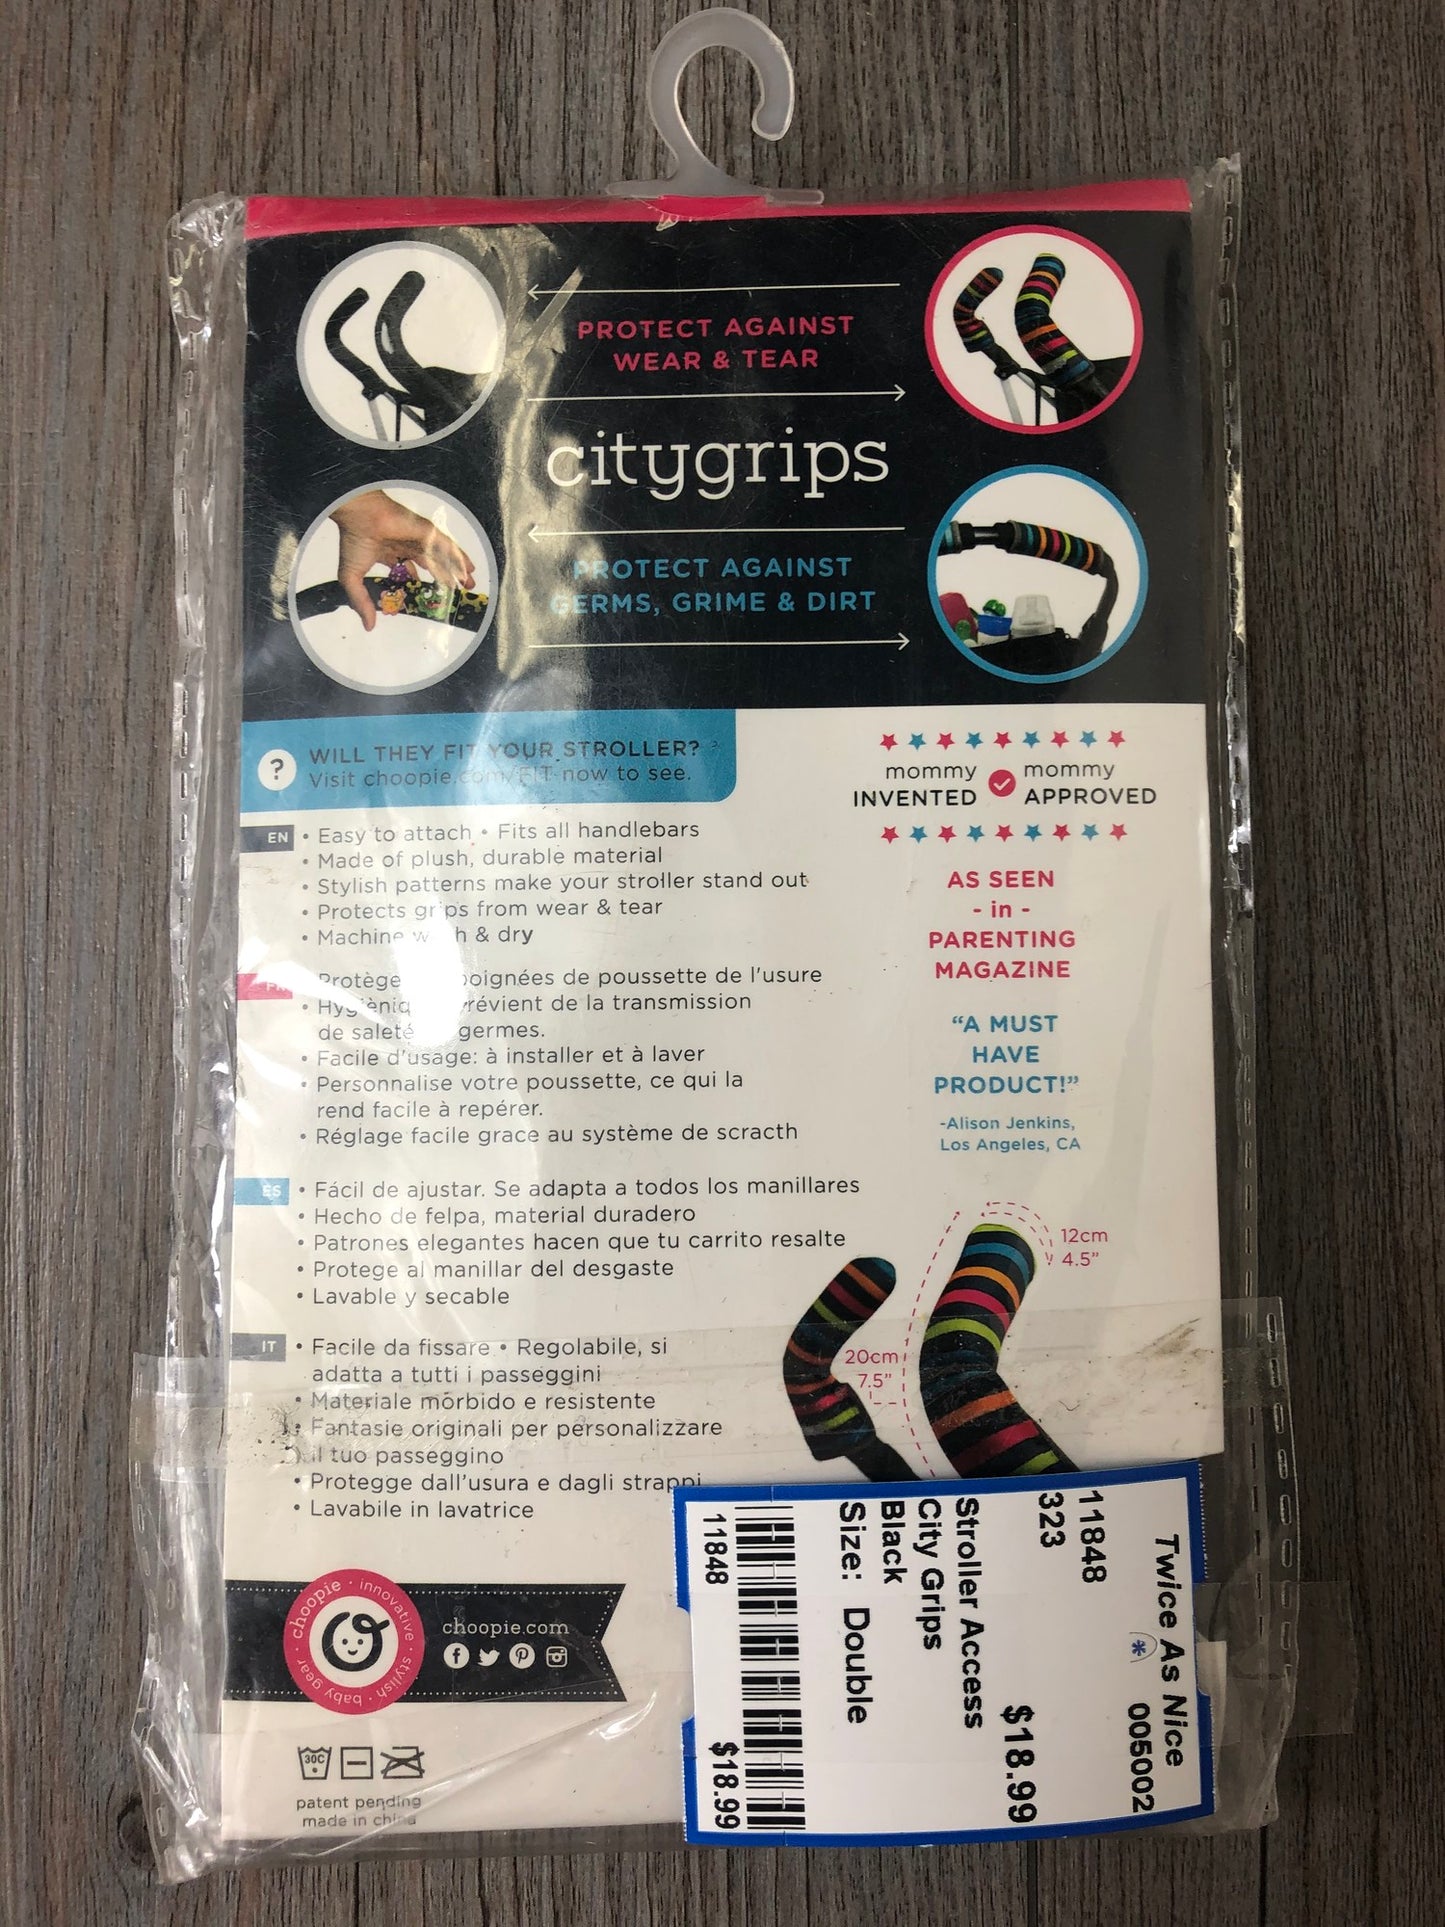 PROTECT AGAINST
WEAR & TEAR
citygrips
PROTECT AGAINST
GERMS, GRIME & DIRT
? WILL THEY FIT YOUR STROLLER?
Visit choopie.com/FIT now to see.
mommy mommy
INVENTED APPROVED
EN • Easy to attach • Fits all handlebars
• Made of plush, durable material
• Stylish patterns make your stroller stand out
• Protects grips from wear & tear
• Machine wash & dry
AS SEEN
- in -
PARENTING
MAGAZINE
FR Protège poignées de poussette de l'usure
• Hygiéniq prévient de la transmission
de saleté germes.
• Facile d'usage: à installer et à laver
• Personnalise votre poussette, ce qui la
rend facile à repérer.
• Réglage facile grace au système de scracth
"A MUST
HAVE
PRODUCT!"
-Alison Jenkins,
Los Angeles, CA
ES • Fácil de ajustar. Se adapta a todos los manillares
• Hecho de felpa, material duradero
• Patrones elegantes hacen que tu carrito resalte
• Protege al manillar del desgaste
• Lavable y secable
12cm
4.5"
20cm
7.5"
IT • Facile da fissare • Regolabile, si
adatta a tutti i passeggini
• Materiale morbido e resistente
• Fantasie originali per personalizzare
il tuo passeggino
• Protegge dall'usura e dagli strappi
• Lavabile in lavatrice
choopie · innovative · stylish · baby gear ·
choopie.com
30C
patent pending
made in china
Twice As Nice
* 005002
11848
323
$18.99
Stroller Access
City Grips
Black
Size: Double
11848 $18.99